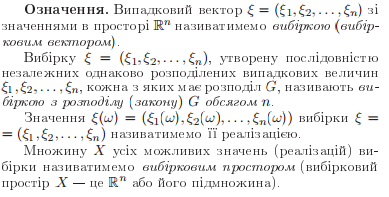 Означення. Випадковий вектор ξ = (ξ₁, ξ₂, . . . , ξₙ) зі
значеннями в просторі ℝⁿ називатимемо вибіркою (вибір-
ковим вектором).
Вибірку ξ = (ξ₁, ξ₂, . . . , ξₙ), утворену послідовністю
незалежних однаково розподілених випадкових величин
ξ₁, ξ₂, . . . , ξₙ, кожна з яких має розподіл G, називають ви-
біркою з розподілу (закону) G обсягом n.
Значення ξ(ω) = (ξ₁(ω), ξ₂(ω), . . . , ξₙ(ω)) вибірки ξ =
= (ξ₁, ξ₂, . . . , ξₙ) називатимемо її реалізацією.
Множину X усіх можливих значень (реалізацій) ви-
бірки називатимемо вибірковим простором (вибірковий
простір X — це ℝⁿ або його підмножина).